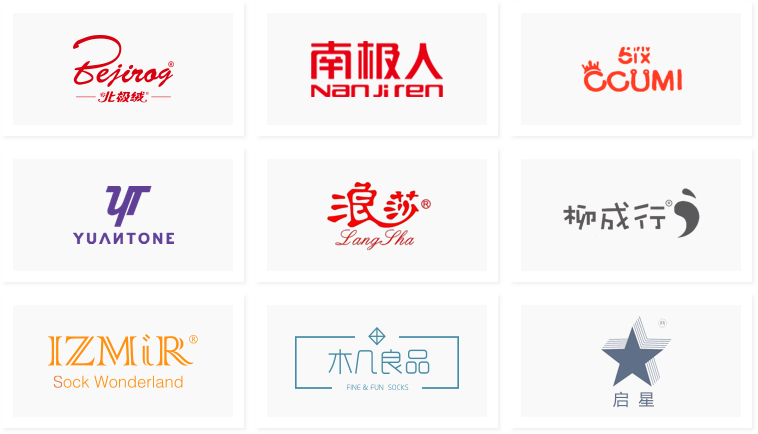 Bejirog®
北极绒®
南极人
NanJiren
six
CCUMI
YUANTONE
浪莎®
LangSha
柳成行®
IZMiR®
Sock Wonderland
木几良品
FINE & FUN SOCKS
®
启星